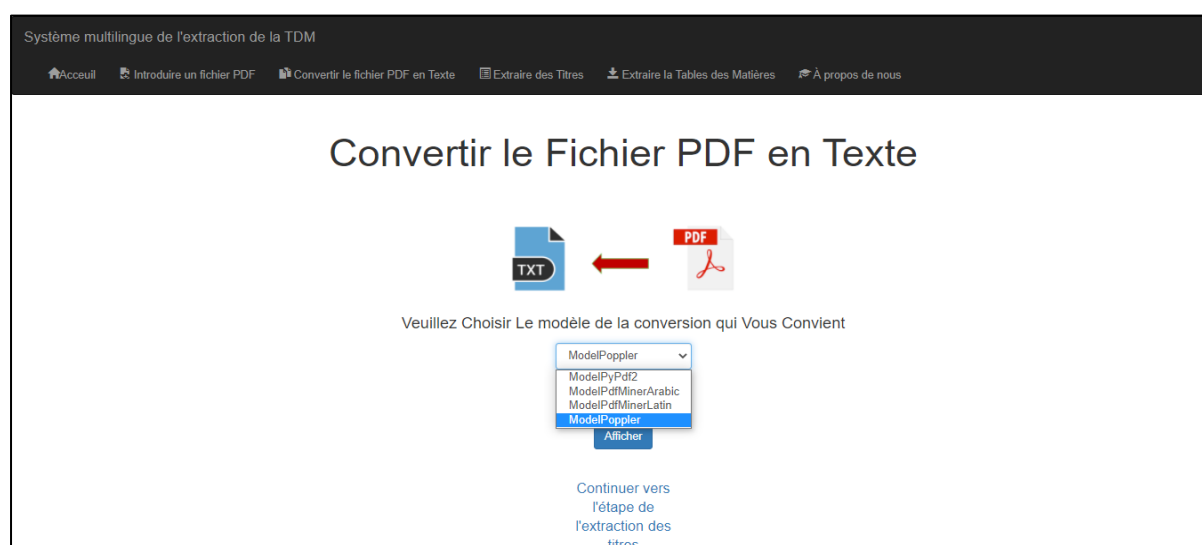 Système multilingue de l'extraction de la TDM
Acceuil Introduire un fichier PDF Convertir le fichier PDF en Texte Extraire des Titres Extraire la Tables des Matières À propos de nous
Convertir le Fichier PDF en Texte
TXT PDF
Veuillez Choisir Le modèle de la conversion qui Vous Convient
ModelPoppler
ModelPyPdf2
ModelPdfMinerArabic
ModelPdfMinerLatin
ModelPoppler
Afficher
Continuer vers
l'étape de
l'extraction des
titres